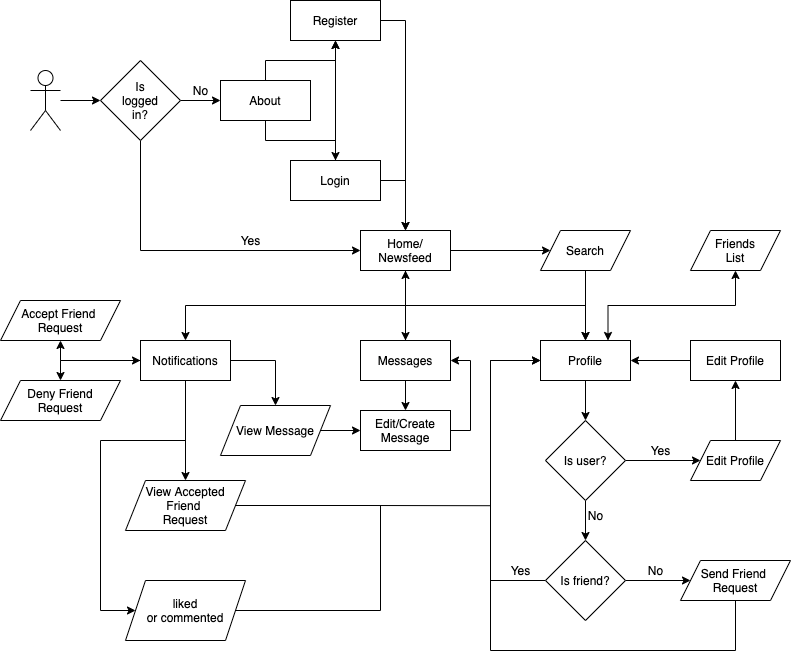 Register
Is
logged
in?
No
About
Login
Yes
Home/
Newsfeed
Search
Friends
List
Accept Friend
Request
Notifications
Messages
Profile
Edit Profile
Deny Friend
Request
View Message
Edit/Create
Message
Is user?
Yes
Edit Profile
View Accepted
Friend
Request
No
Yes
Is friend?
No
Send Friend
Request
liked
or commented